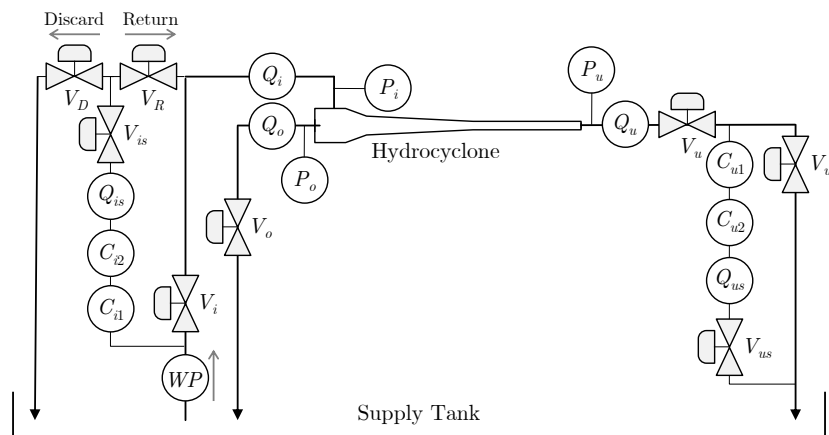 Discard Return
V_D V_R Q_i P_i P_u
V_is Q_o Q_u V_u
Hydrocyclone
P_o C_u1 V_u
Q_is C_u2
V_o
C_i2 Q_us
C_i1 V_i
V_us
WP
Supply Tank